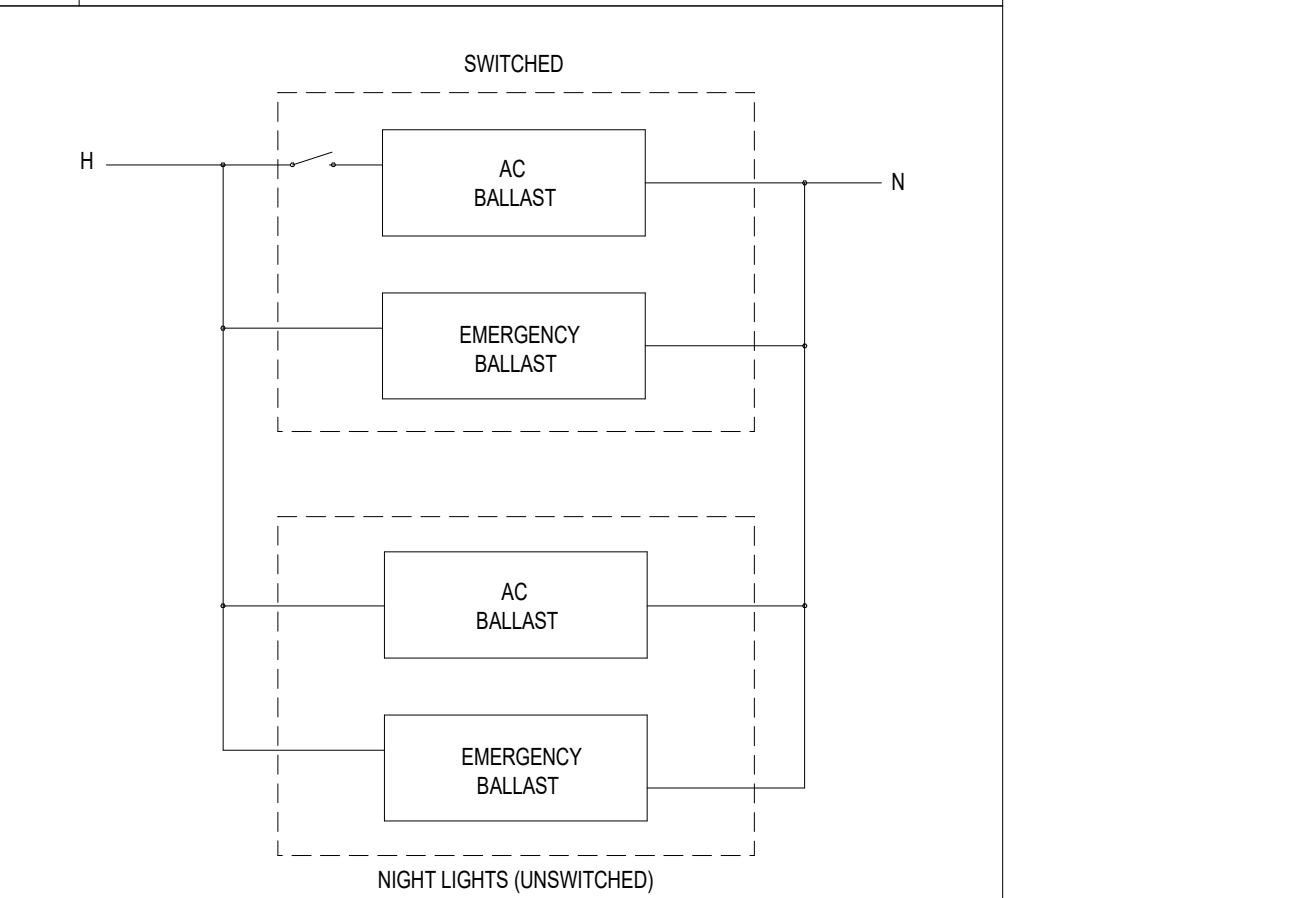 SWITCHED
H
AC
BALLAST
N
EMERGENCY
BALLAST
AC
BALLAST
EMERGENCY
BALLAST
NIGHT LIGHTS (UNSWITCHED)